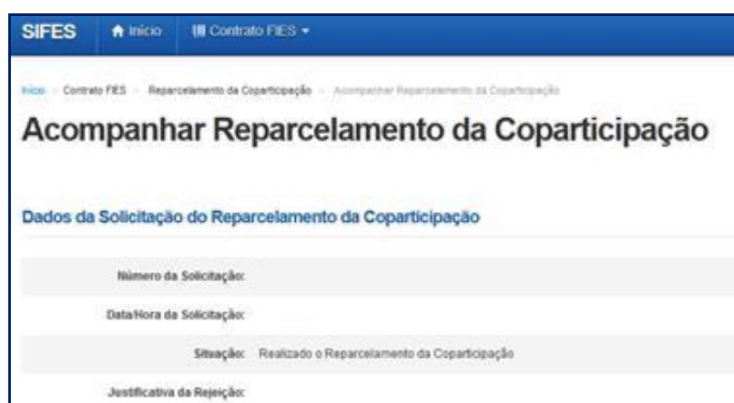 SIFES Início Contrato FIES
Início Contrato FIES Reparcelamento da Coparticipação Acompanhar Reparcelamento da Coparticipação
Acompanhar Reparcelamento da Coparticipação
Dados da Solicitação do Reparcelamento da Coparticipação
Número da Solicitação:
Data/Hora da Solicitação:
Situação: Realizado o Reparcelamento da Coparticipação
Justificativa da Rejeição: